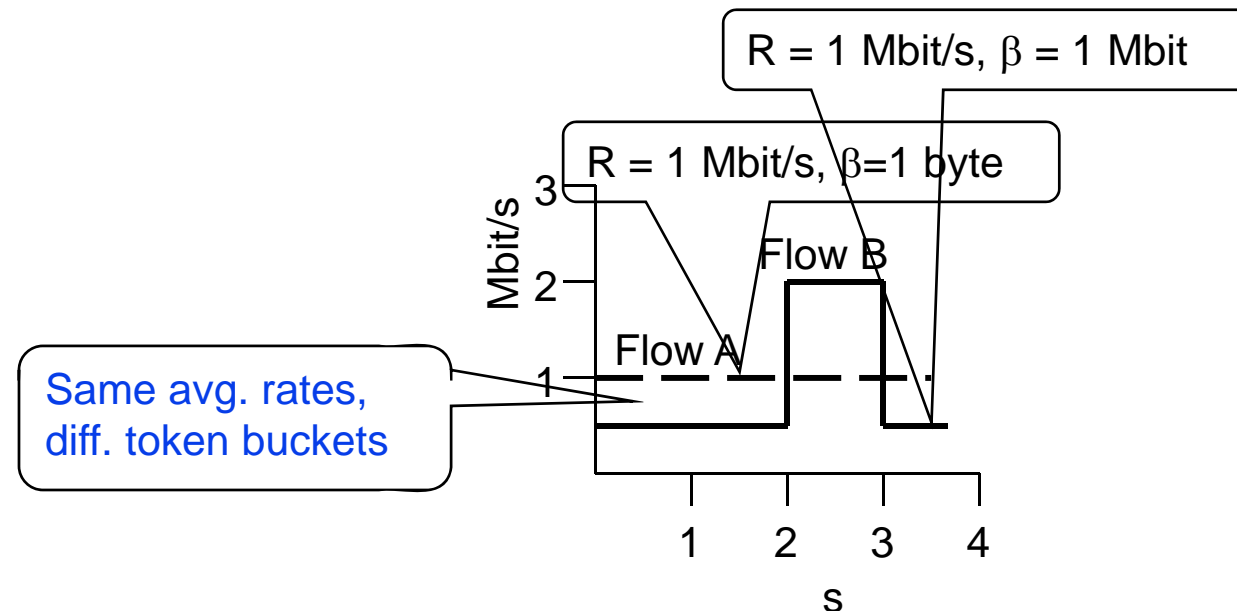 R = 1 Mbit/s, β = 1 Mbit
R = 1 Mbit/s, β=1 byte
3
Mbit/s
Flow B
2
Flow A
1
Same avg. rates,
diff. token buckets
1 2 3 4
s